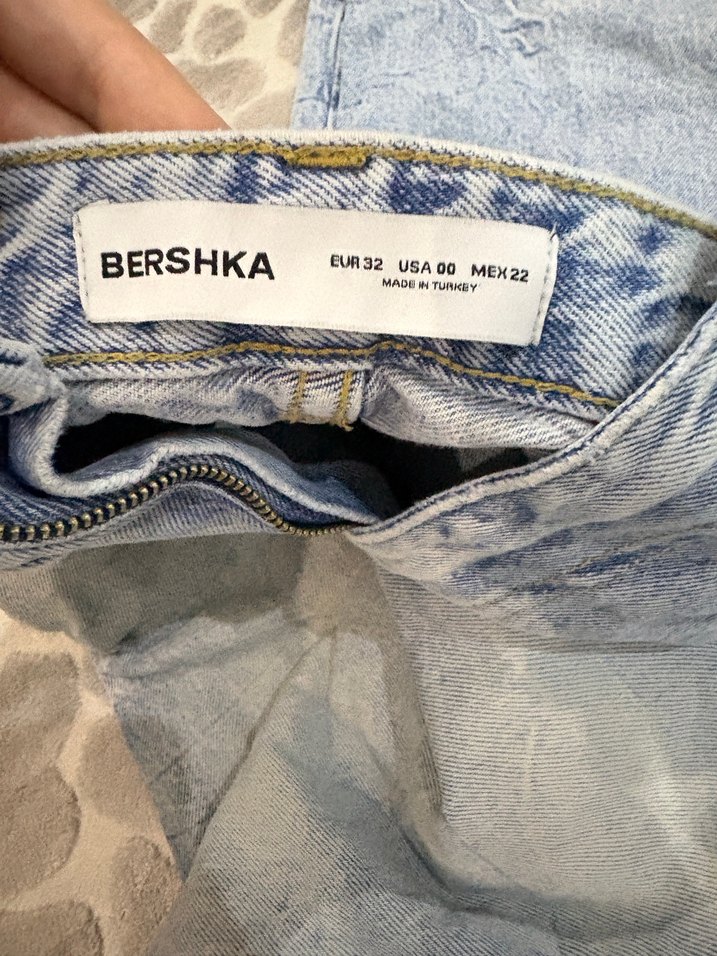 BERSHKA
EUR 32 USA 00 MEX 22
MADE IN TURKEY